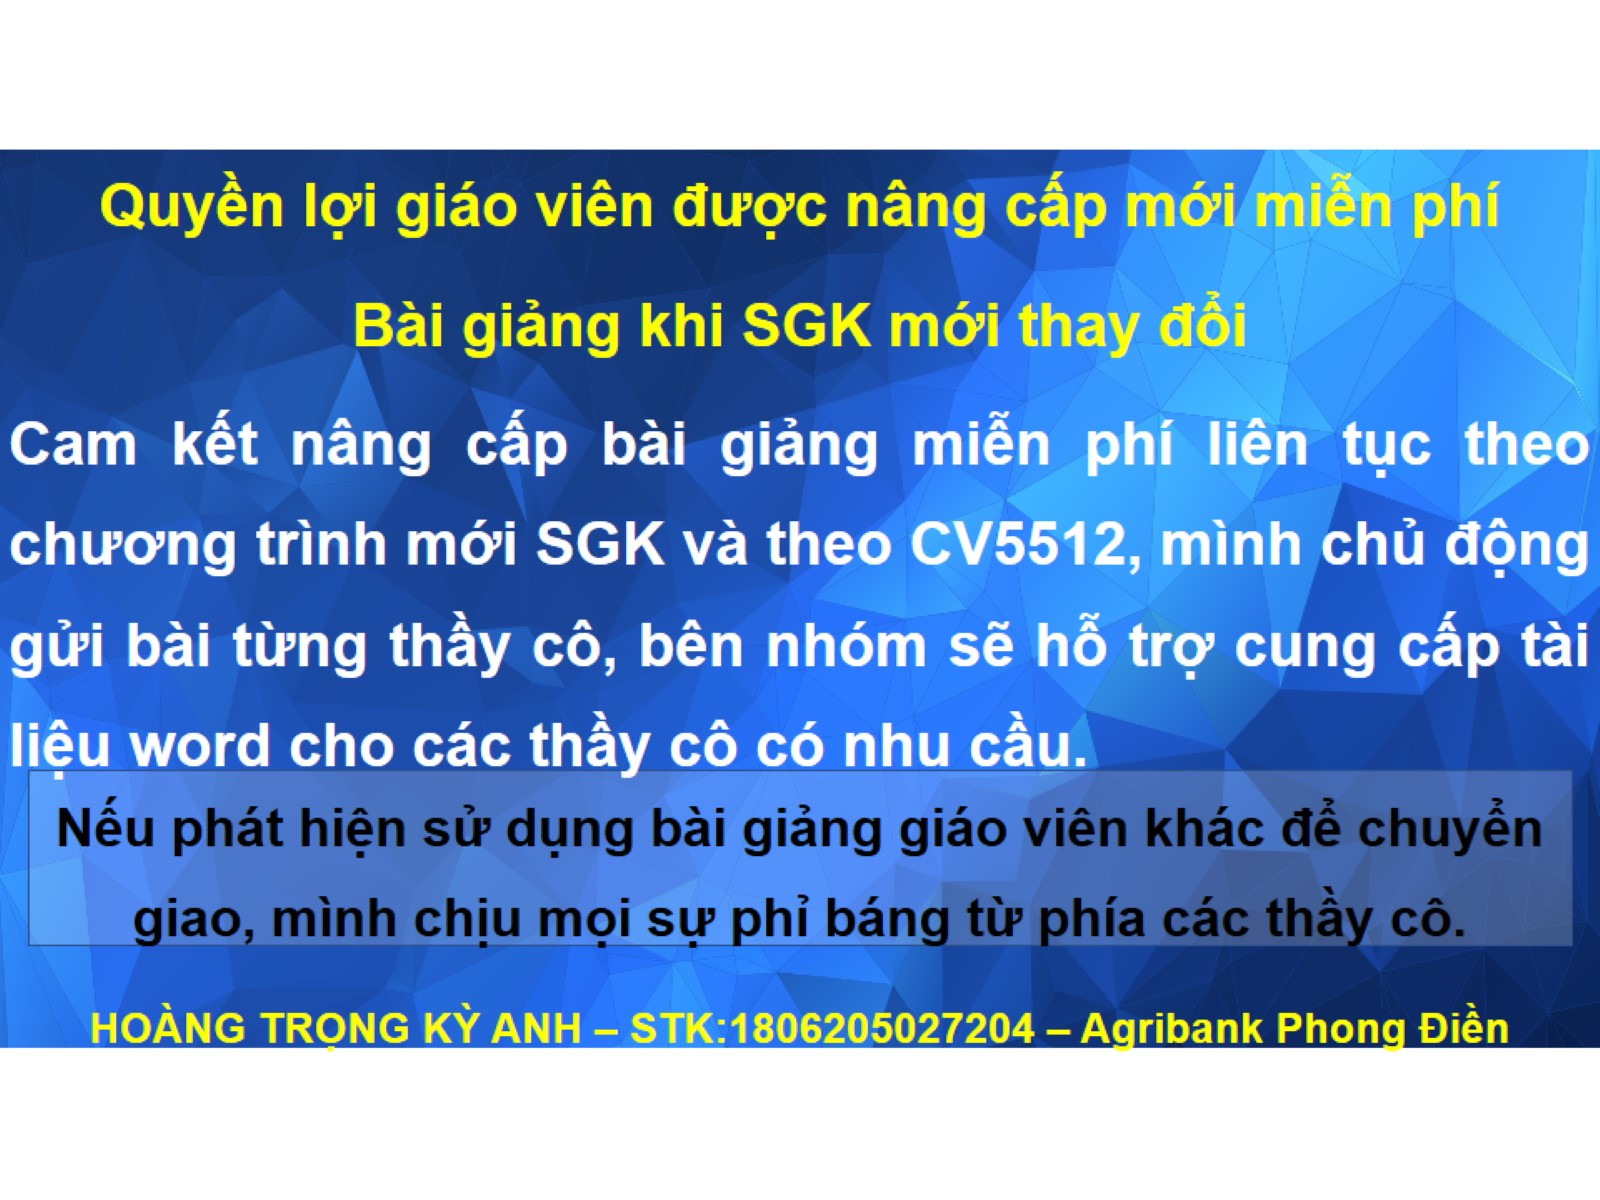 Quyền lợi giáo viên được nâng cấp mới miễn phí
Bài giảng khi SGK mới thay đổi
Cam kết nâng cấp bài giảng miễn phí liên tục theo
chương trình mới SGK và theo CV5512, mình chủ động
gửi bài từng thầy cô, bên nhóm sẽ hỗ trợ cung cấp tài
liệu word cho các thầy cô có nhu cầu.
Nếu phát hiện sử dụng bài giảng giáo viên khác để chuyển
giao, mình chịu mọi sự phỉ báng từ phía các thầy cô.
HOÀNG TRỌNG KỲ ANH – STK:1806205027204 – Agribank Phong Điền